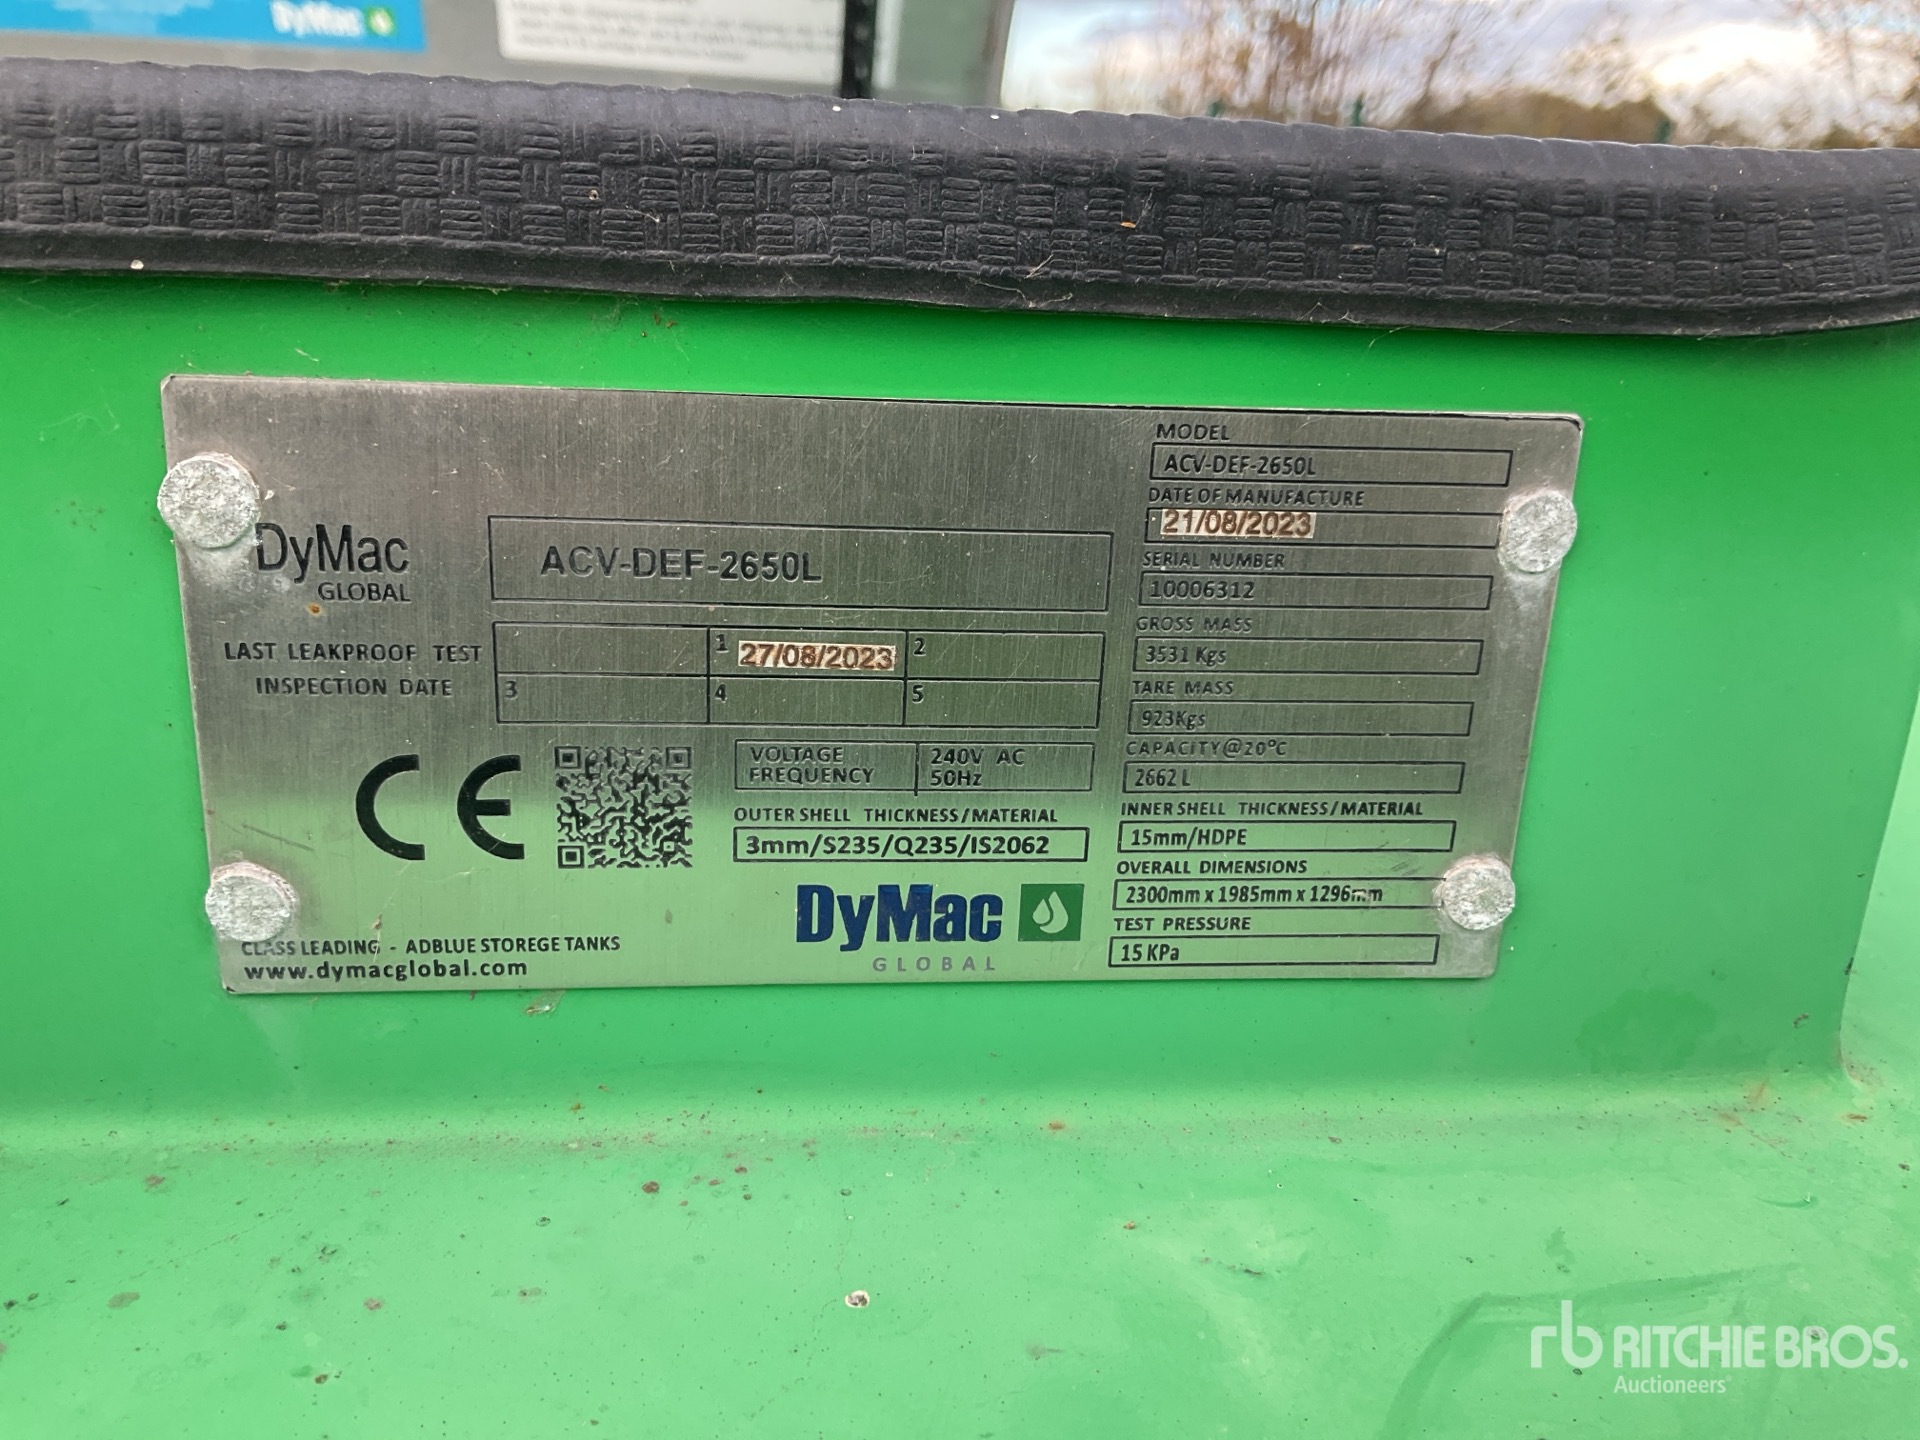 DyMac
MODEL
ACV-DEF-2650L
DATE OF MANUFACTURE
21/08/2023
SERIAL NUMBER
10006312
GROSS MASS
3531 Kgs
TARE MASS
923Kgs
CAPACITY@20°C
2662 L
INNER SHELL THICKNESS/MATERIAL
15mm/HDPE
OVERALL DIMENSIONS
2300mm x 1985mm x 1296mm
TEST PRESSURE
15 KPa
DyMac
GLOBAL
ACV-DEF-2650L
LAST LEAKPROOF TEST
INSPECTION DATE
1 27/08/2023 2
3 4 5
CE
VOLTAGE 240V AC
FREQUENCY 50Hz
OUTER SHELL THICKNESS/MATERIAL
3mm/S235/Q235/IS2062
DyMac
GLOBAL
CLASS LEADING - ADBLUE STOREGE TANKS
www.dymacglobal.com
rb RITCHIE BROS.
Auctioneers